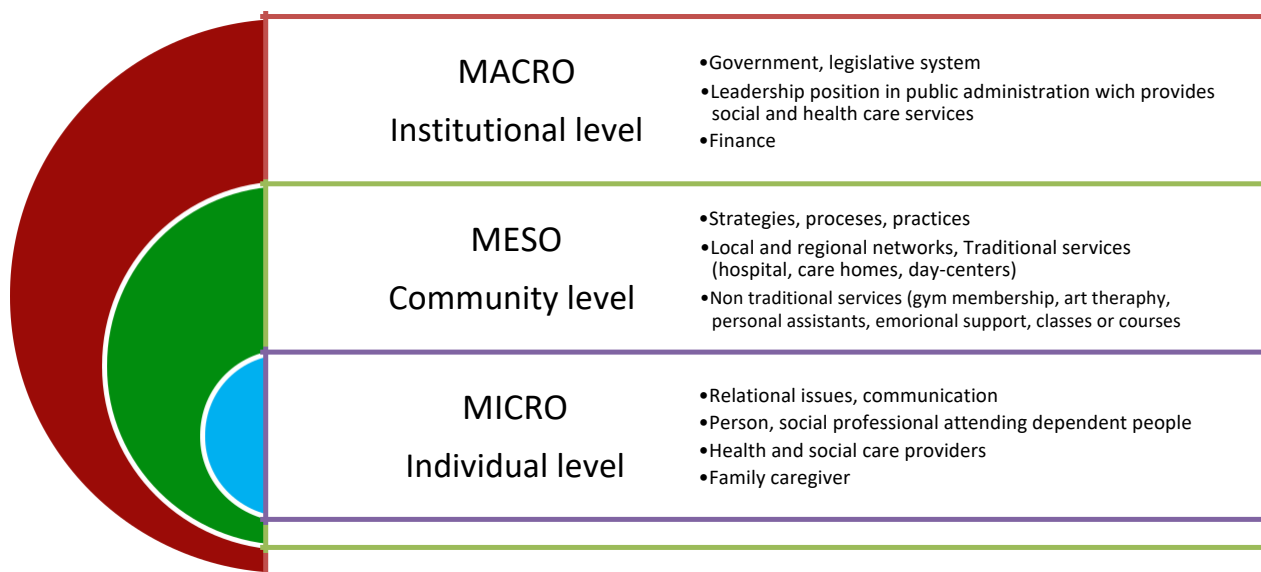 MACRO
Institutional level
•Government, legislative system
•Leadership position in public administration wich provides
social and health care services
•Finance
MESO
Community level
•Strategies, proceses, practices
•Local and regional networks, Traditional services
(hospital, care homes, day-centers)
•Non traditional services (gym membership, art theraphy,
personal assistants, emorional support, classes or courses
MICRO
Individual level
•Relational issues, communication
•Person, social professional attending dependent people
•Health and social care providers
•Family caregiver